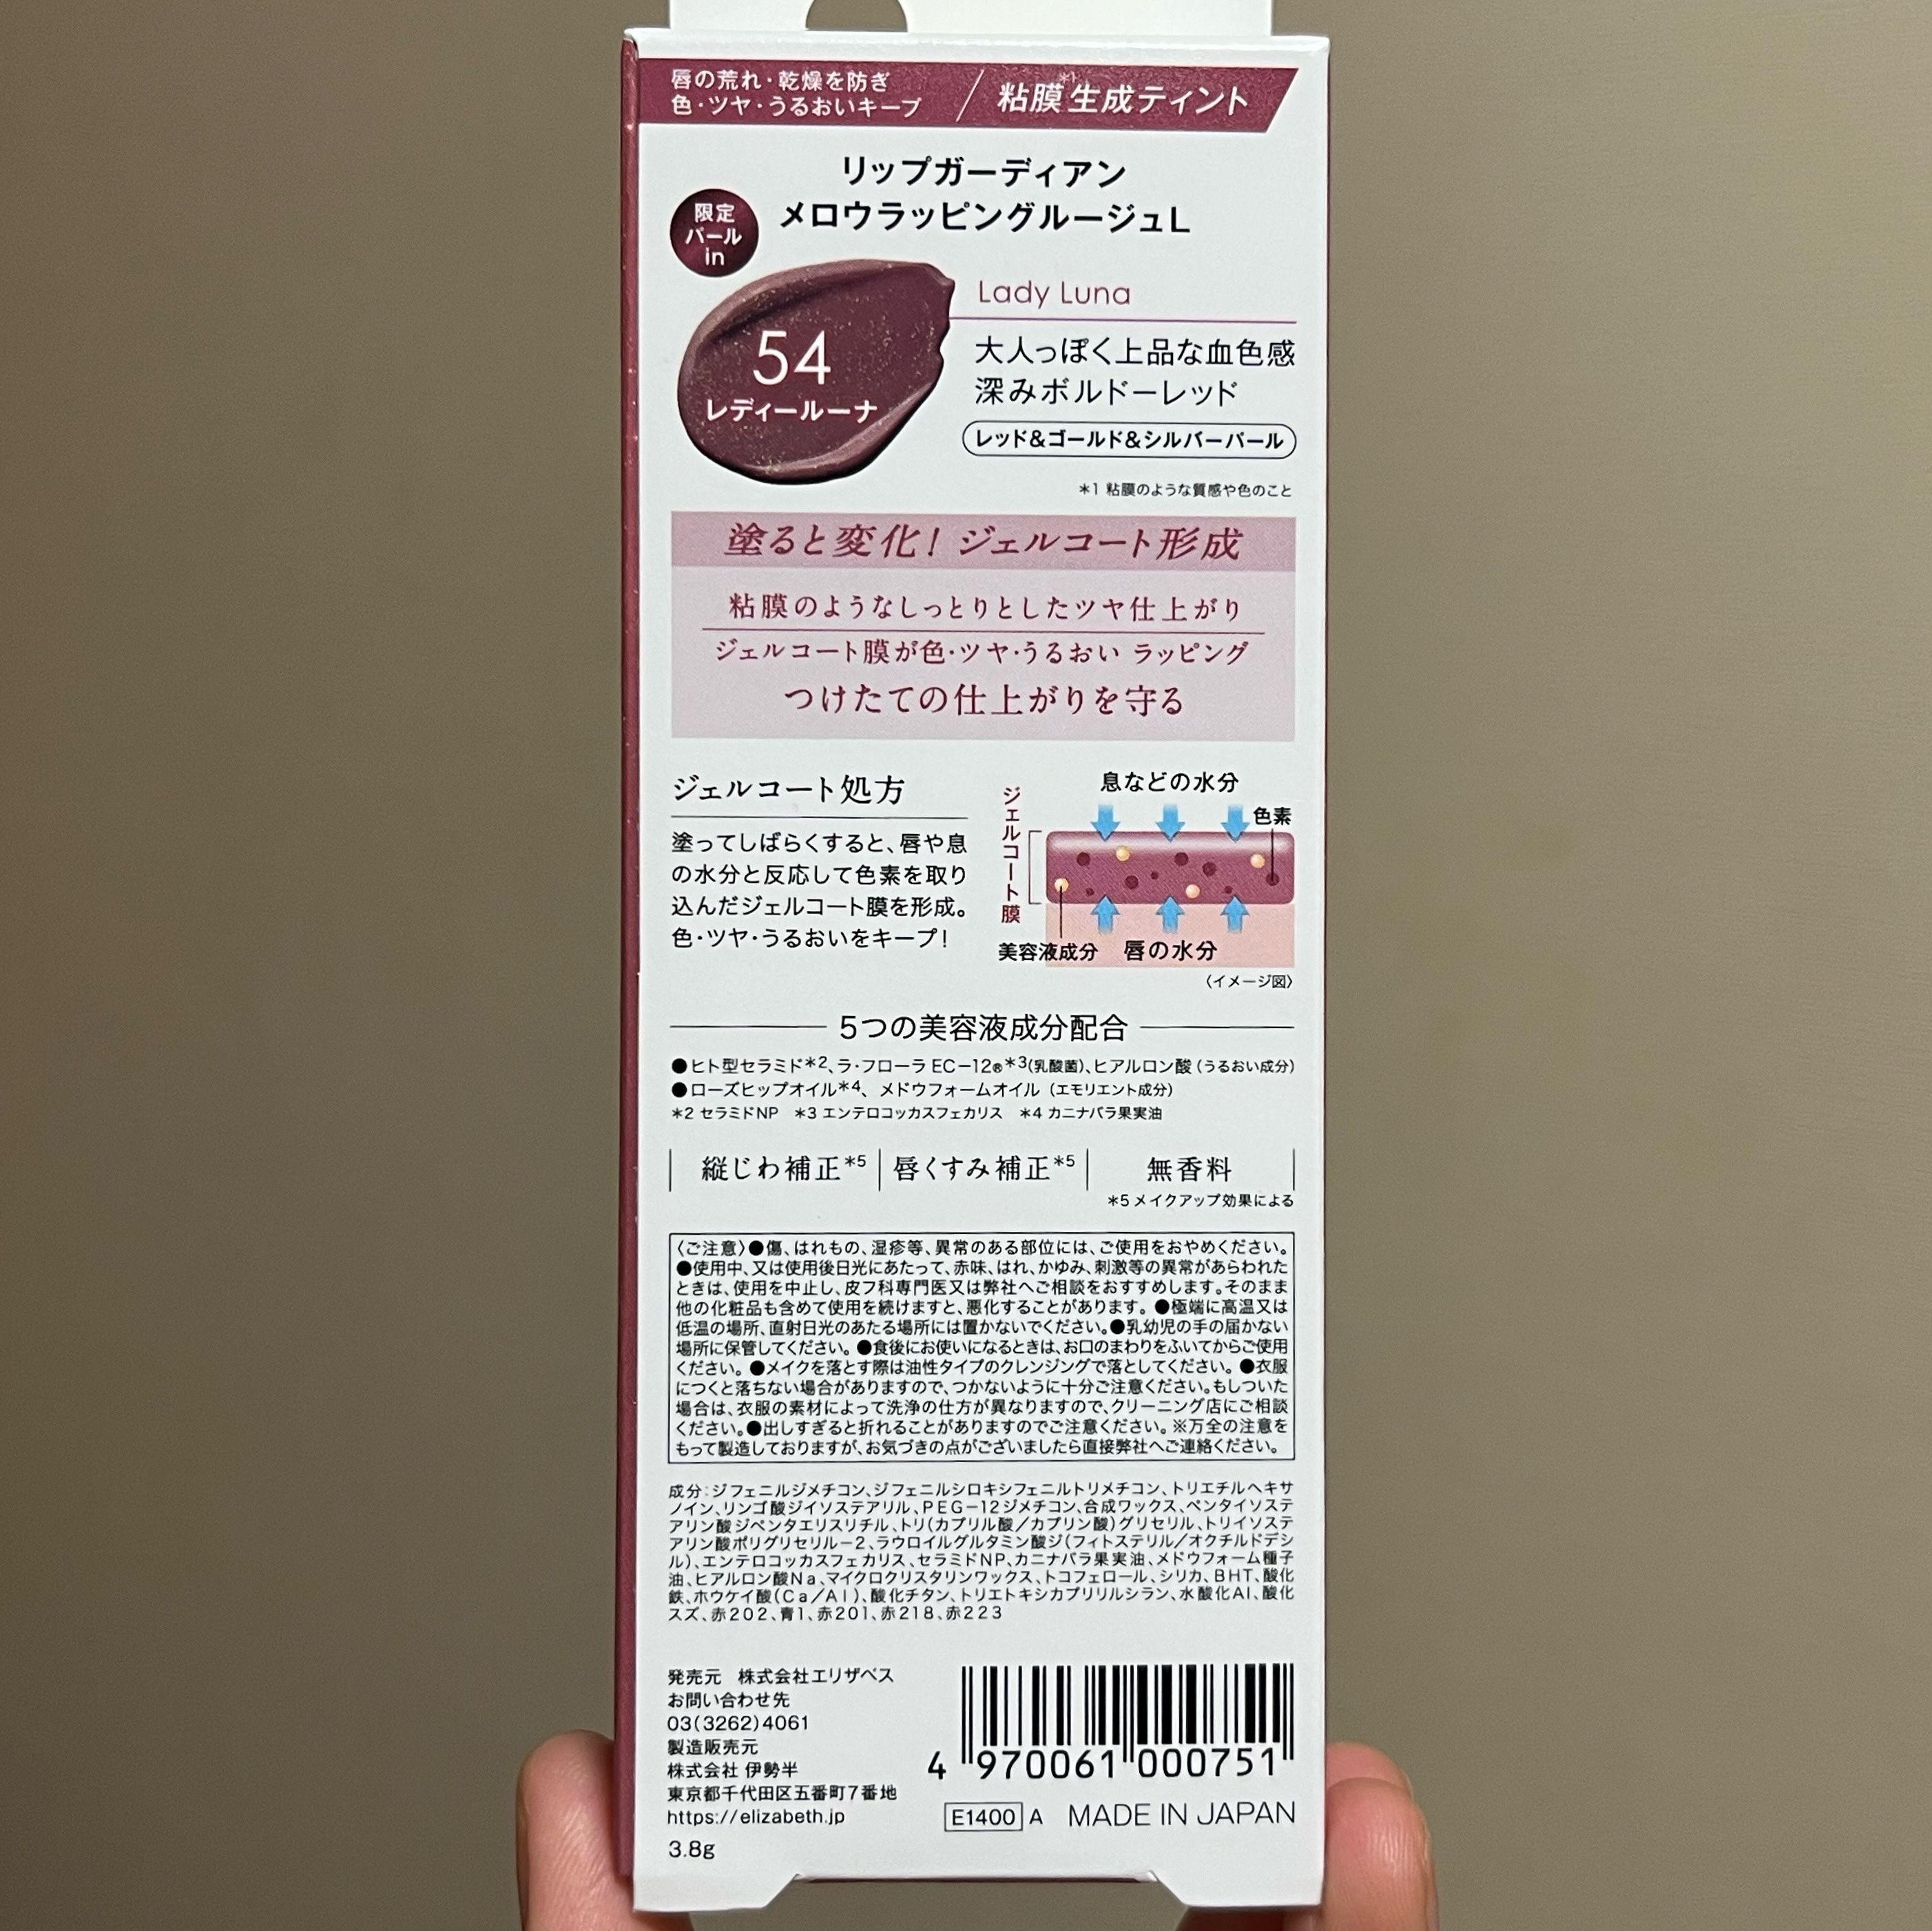 唇の荒れ・乾燥を防ぎ
色・ツヤ・うるおいキープ
粘膜*1生成ティント
リップガーディアン
メロウラッピングルージュL
限定
パール
in
Lady Luna
54
レディールーナ
大人っぽく上品な血色感
深みボルドーレッド
レッド&ゴールド&シルバーパール
*1 粘膜のような質感や色のこと
塗ると変化!ジェルコート形成
粘膜のようなしっとりとしたツヤ仕上がり
ジェルコート膜が色・ツヤ・うるおい ラッピング
つけたての仕上がりを守る
ジェルコート処方
塗ってしばらくすると、唇や息
の水分と反応して色素を取り
込んだジェルコート膜を形成。
色・ツヤ・うるおいをキープ!
息などの水分
色素
ジェルコート膜
美容液成分
唇の水分
〈イメージ図〉
5つの美容液成分配合
●ヒト型セラミド*2、ラ・フローラ EC-12®*3(乳酸菌)、ヒアルロン酸(うるおい成分)
●ローズヒップオイル*4、メドウフォームオイル(エモリエント成分)
*2 セラミドNP *3 エンテロコッカスフェカリス *4 カニナバラ果実油
縦じわ補正*5
唇くすみ補正*5
無香料
*5 メイクアップ効果による
〈ご注意〉●傷、はれもの、湿疹等、異常のある部位には、ご使用をおやめください。
●使用中、又は使用後日光にあたって、赤味、はれ、かゆみ、刺激等の異常があらわれた
ときは、使用を中止し、皮フ科専門医又は弊社へご相談をおすすめします。そのまま
他の化粧品も含めて使用を続けますと、悪化することがあります。●極端に高温又は
低温の場所、直射日光のあたる場所には置かないでください。●乳幼児の手の届かない
場所に保管してください。●食後にお使いになるときは、お口のまわりをふいてからご使用
ください。●メイクを落とす際は油性タイプのクレンジングで落としてください。●衣服
につくと落ちない場合がありますので、つかないように十分ご注意ください。もしついた
場合は、衣服の素材によって洗浄の仕方が異なりますので、クリーニング店にご相談
ください。●出しすぎると折れることがありますのでご注意ください。※万全の注意を
もって製造しておりますが、お気づきの点がございましたら直接弊社へご連絡ください。
成分:ジフェニルジメチコン、ジフェニルシロキシフェニルトリメチコン、トリエチルヘキサ
ノイン、リンゴ酸ジイソステアリル、PEG-12ジメチコン、合成ワックス、ペンタイソステ
アリン酸ジペンタエリスリチル、トリ(カプリル酸/カプリン酸)グリセリル、トリイソステ
アリン酸ポリグリセリル-2、ラウロイルグルタミン酸ジ(フィトステリル/オクチルドデシ
ル)、エンテロコッカスフェカリス、セラミドNP、カニナバラ果実油、メドウフォーム種子
油、ヒアルロン酸Na、マイクロクリスタリンワックス、トコフェロール、シリカ、BHT、酸化
鉄、ホウケイ酸(Ca/Al)、酸化チタン、トリエトキシカプリリルシラン、水酸化Al、酸化
スズ、赤202、青1、赤201、赤218、赤223
発売元 株式会社エリザベス
お問い合わせ先
03(3262)4061
製造販売元
株式会社 伊勢半
東京都千代田区五番町7番地
https://elizabeth.jp
3.8g
4 970061 000751
E1400 A MADE IN JAPAN